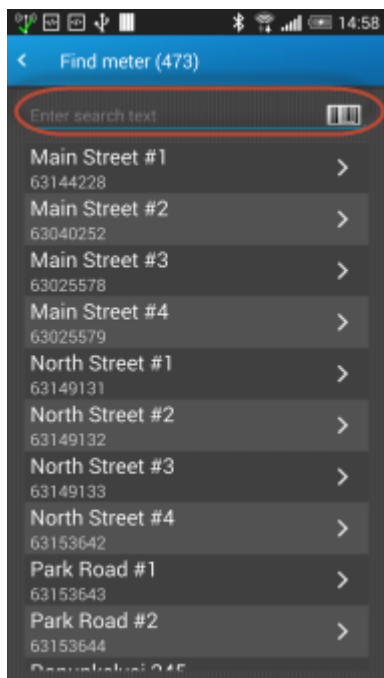 14:58
Find meter (473)
Enter search text
Main Street #1
63144228
Main Street #2
63040252
Main Street #3
63025578
Main Street #4
63025579
North Street #1
63149131
North Street #2
63149132
North Street #3
63149133
North Street #4
63153642
Park Road #1
63153643
Park Road #2
63153644